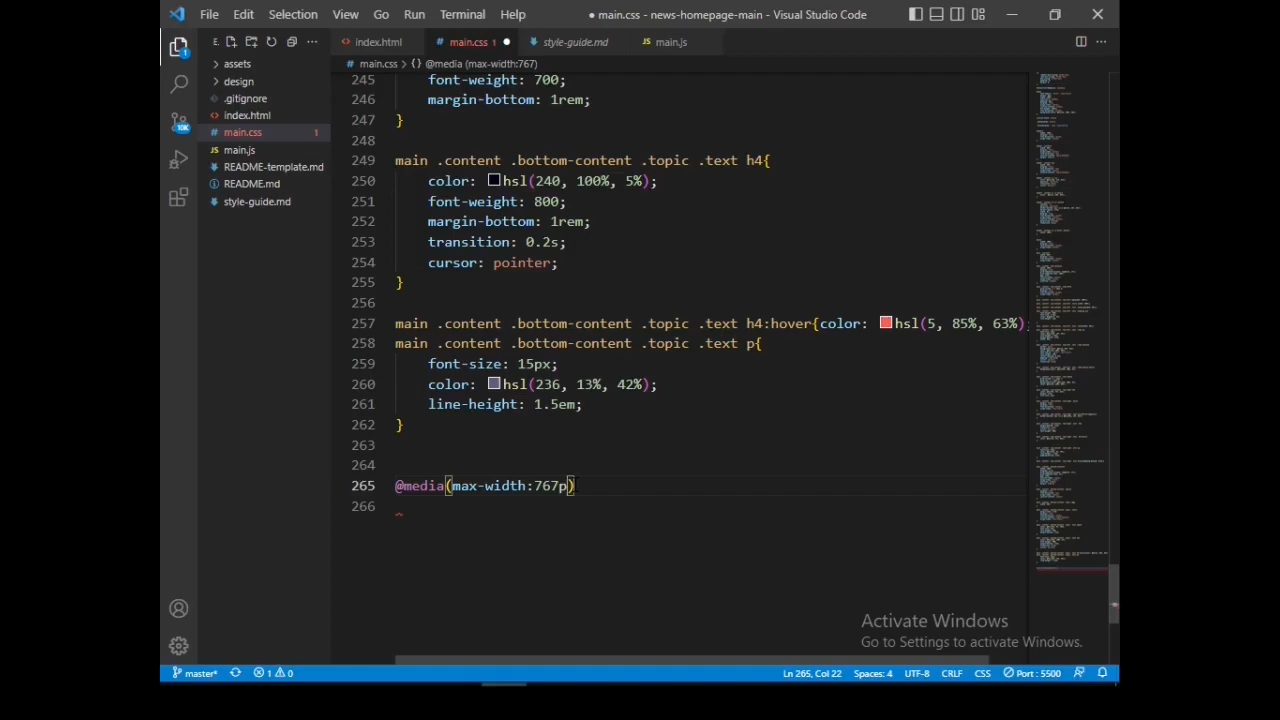 File Edit Selection View Go Run Terminal Help ● main.css - news-homepage-main - Visual Studio Code
E. ...
index.html main.css 1 ● style-guide.md main.js
main.css > {} @media (max-width:767)
assets
design
.gitignore
index.html
main.css 1
main.js
README-template.md
README.md
style-guide.md
1
10K
245 font-weight: 700;
246 margin-bottom: 1rem;
247 }
248
249 main .content .bottom-content .topic .text h4{
250 color: hsl(240, 100%, 5%);
251 font-weight: 800;
252 margin-bottom: 1rem;
253 transition: 0.2s;
254 cursor: pointer;
255 }
256
257 main .content .bottom-content .topic .text h4:hover{color: hsl(5, 85%, 63%);
258 main .content .bottom-content .topic .text p{
259 font-size: 15px;
260 color: hsl(236, 13%, 42%);
261 line-height: 1.5em;
262 }
263
264
265 @media(max-width:767p)
266
Activate Windows
Go to Settings to activate Windows.
master* 1 0 Ln 265, Col 22 Spaces: 4 UTF-8 CRLF CSS Port : 5500